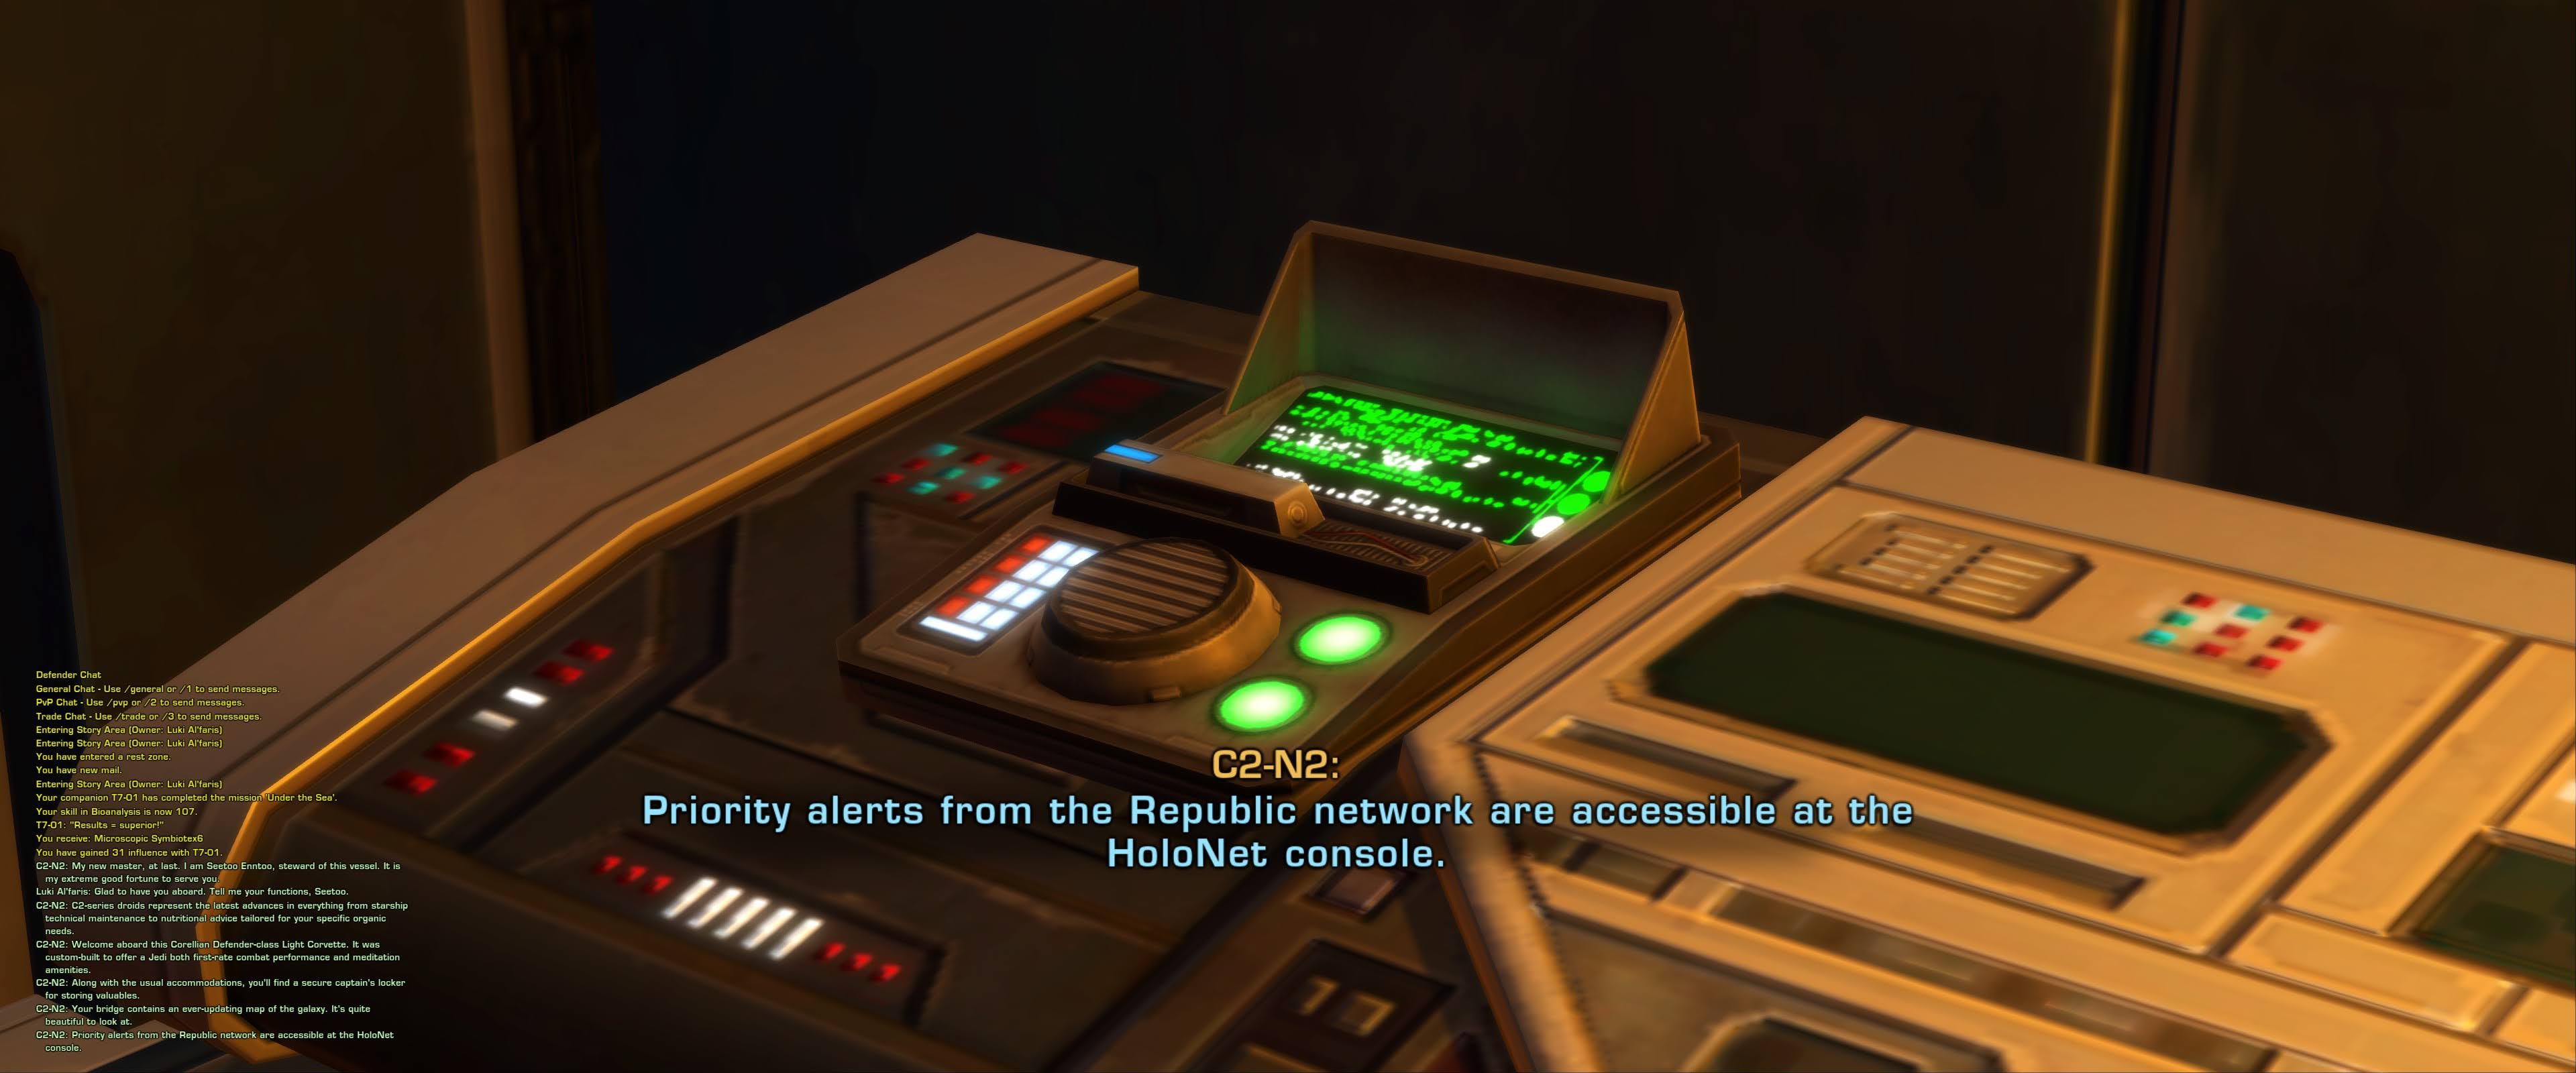 Defender Chat
General Chat - Use /general or /1 to send messages.
PvP Chat - Use /pvp or /2 to send messages.
Trade Chat - Use /trade or /3 to send messages.
Entering Story Area (Owner: Luki Al'faris)
Entering Story Area (Owner: Luki Al'faris)
You have entered a rest zone.
You have new mail.
Entering Story Area (Owner: Luki Al'faris)
Your companion T7-01 has completed the mission 'Under the Sea'.
Your skill in Bioanalysis is now 107.
T7-01: "Results = superior!"
You receive: Microscopic Symbiotex6
You have gained 31 influence with T7-01.
C2-N2: My new master, at last. I am Seetoo Enntoo, steward of this vessel. It is
my extreme good fortune to serve you.
Luki Al'faris: Glad to have you aboard. Tell me your functions, Seetoo.
C2-N2: C2-series droids represent the latest advances in everything from starship
technical maintenance to nutritional advice tailored for your specific organic
needs.
C2-N2: Welcome aboard this Corellian Defender-class Light Corvette. It was
custom-built to offer a Jedi both first-rate combat performance and meditation
amenities.
C2-N2: Along with the usual accommodations, you'll find a secure captain's locker
for storing valuables.
C2-N2: Your bridge contains an ever-updating map of the galaxy. It's quite
beautiful to look at.
C2-N2: Priority alerts from the Republic network are accessible at the HoloNet
console.
C2-N2:
Priority alerts from the Republic network are accessible at the
HoloNet console.